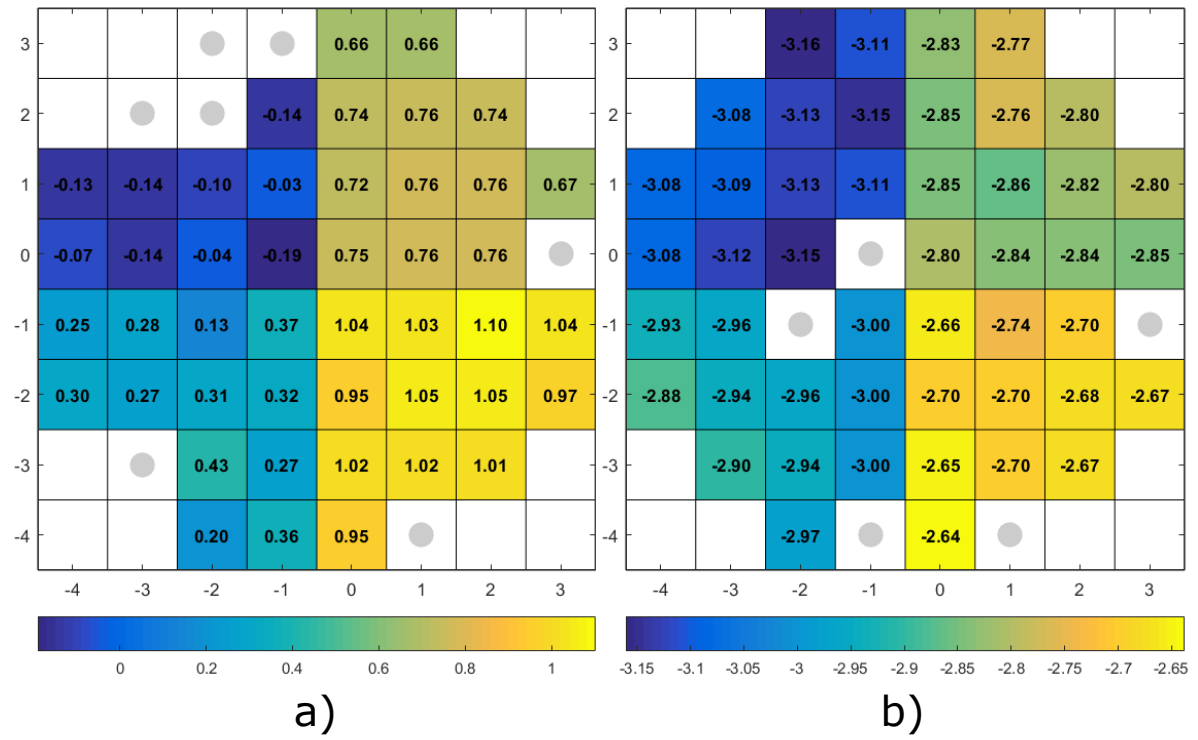 3 0.66 0.66 3 -3.16 -3.11 -2.83 -2.77
2 -0.14 0.74 0.76 0.74 2 -3.08 -3.13 -3.15 -2.85 -2.76 -2.80
1 -0.13 -0.14 -0.10 -0.03 0.72 0.76 0.76 0.67 1 -3.08 -3.09 -3.13 -3.11 -2.85 -2.86 -2.82 -2.80
0 -0.07 -0.14 -0.04 -0.19 0.75 0.76 0.76 0 -3.08 -3.12 -3.15 -2.80 -2.84 -2.84 -2.85
-1 0.25 0.28 0.13 0.37 1.04 1.03 1.10 1.04 -1 -2.93 -2.96 -3.00 -2.66 -2.74 -2.70
-2 0.30 0.27 0.31 0.32 0.95 1.05 1.05 0.97 -2 -2.88 -2.94 -2.96 -3.00 -2.70 -2.70 -2.68 -2.67
-3 0.43 0.27 1.02 1.02 1.01 -3 -2.90 -2.94 -3.00 -2.65 -2.70 -2.67
-4 0.20 0.36 0.95 -4 -2.97 -2.64
-4 -3 -2 -1 0 1 2 3 -4 -3 -2 -1 0 1 2 3
0 0.2 0.4 0.6 0.8 1 -3.15 -3.1 -3.05 -3 -2.95 -2.9 -2.85 -2.8 -2.75 -2.7 -2.65
a) b)